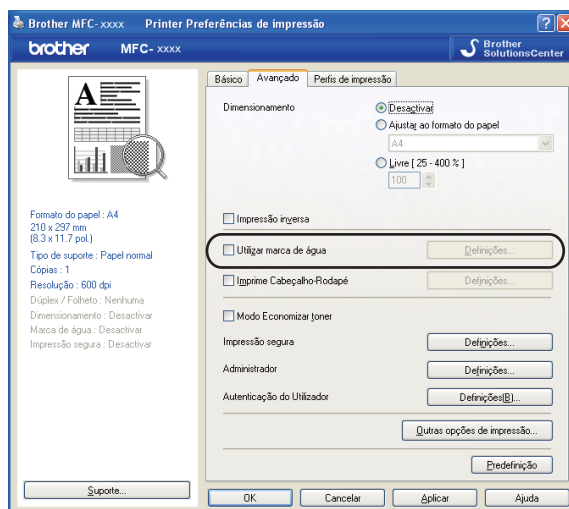 Brother MFC- xxxx Printer Preferências de impressão
brother MFC- xxxx Brother SolutionsCenter
Básico Avançado Perfis de impressão
Dimensionamento
Desactivar
Ajustar ao formato do papel
A4
Livre [ 25 - 400 % ]
100
Impressão inversa
Utilizar marca de água Definições...
Imprime Cabeçalho-Rodapé Definições...
Modo Economizar toner
Impressão segura Definições...
Administrador Definições...
Autenticação do Utilizador Definições(B)...
Outras opções de impressão...
Predefinição
A
Formato do papel : A4
210 x 297 mm
(8.3 x 11.7 pol.)
Tipo de suporte : Papel normal
Cópias : 1
Resolução : 600 dpi
Dúplex / Folheto : Nenhuma
Dimensionamento : Desactivar
Marca de água : Desactivar
Impressão segura : Desactivar
Suporte...
OK Cancelar Aplicar Ajuda